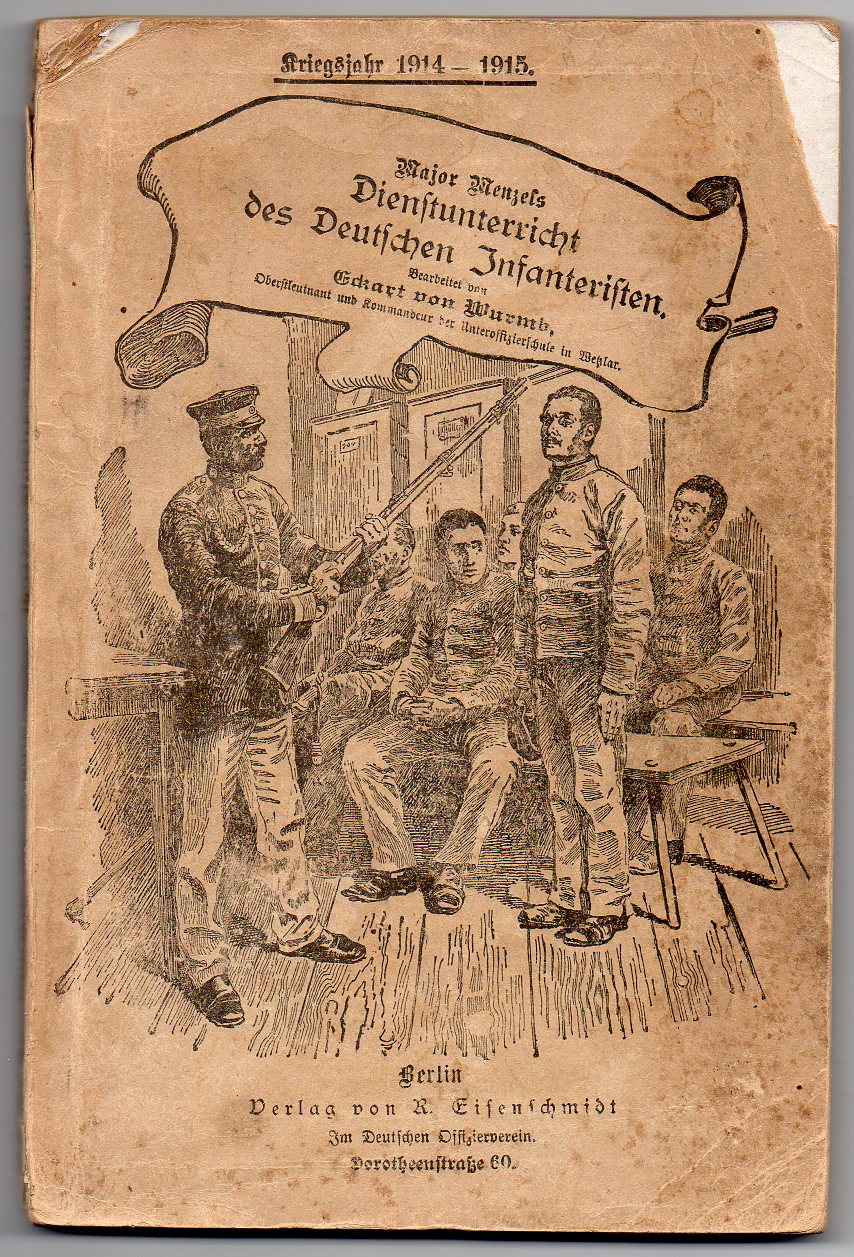 Kriegsjahr 1914 — 1915.
Major Menzels
Dienstunterricht
des Deutschen Infanteristen.
Bearbeitet von
Eckart von Wurmb,
Oberstleutnant und Kommandeur der Unteroffizierschule in Wetzlar.
Berlin
Verlag von R. Eisenschmidt
Im Deutschen Offizierverein.
Dorotheenstraße 60.